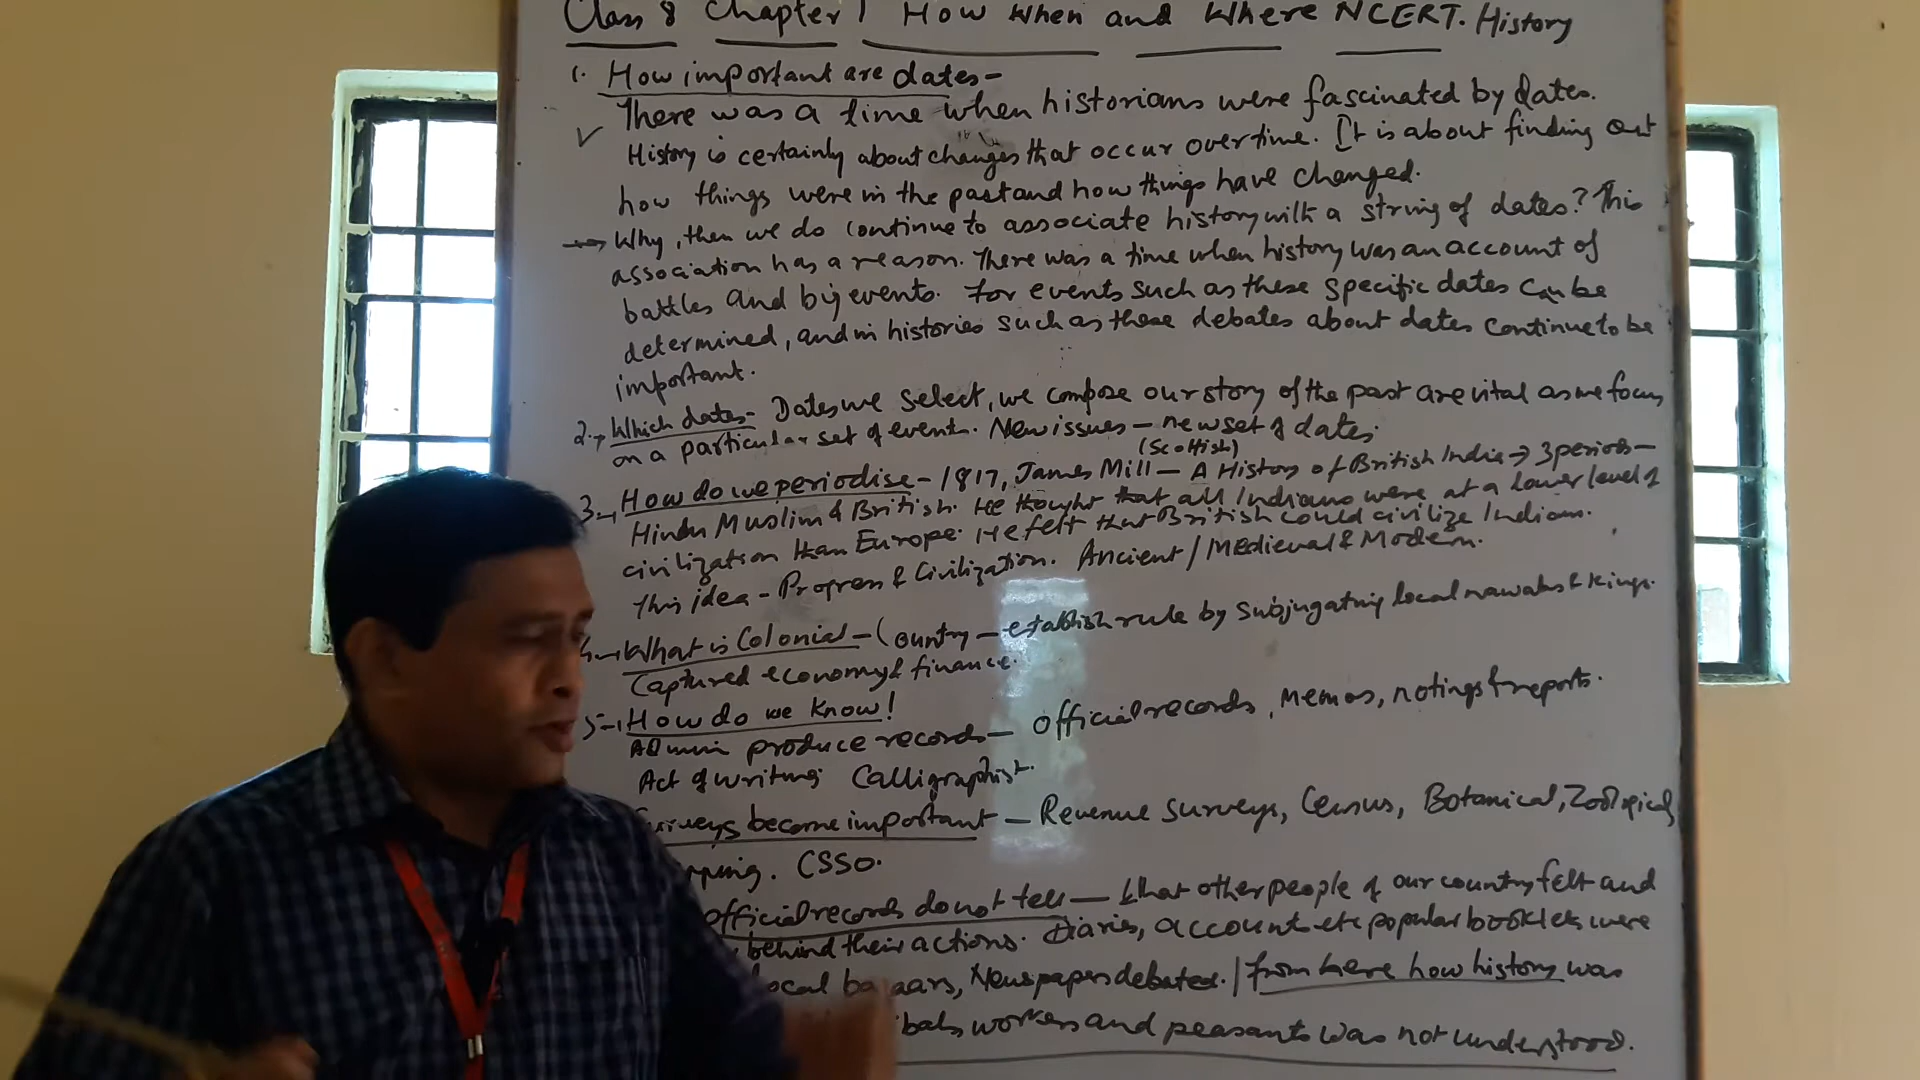 Class 8 Chapter 1 How When and Where NCERT. History
1. How important are dates-
There was a time when historians were fascinated by dates.
History is certainly about changes that occur overtime. It is about finding out
how things were in the past and how things have changed.
Why, then we do continue to associate history with a string of dates? This
association has a reason. There was a time when history was an account of
battles and big events. For events such as these specific dates can be
determined, and in histories such as these debates about dates continue to be
important.
2. Which dates- Dates we select, we compose our story of the past are vital as we focus
on a particular set of event. New issues - new set of dates.
(Scottish)
3 How do we periodise - 1817, James Mill - A History of British India → 3 periods-
Hindu Muslim & British. He thought that all Indians were at a lower level of
civilization than Europe. He felt that British could civilize Indians.
This idea - Progress & Civilization. Ancient / Medieval & Modern.
What is Colonial - Country - establish rule by subjugating local nawabs & kings.
Captured economy & finance.
5 How do we know!
Admin produce records - official records, memos, notings & reports.
Act of writing Calligraphist.
Surveys become important - Revenue surveys, Census, Botanical, Zoological
CSSO.
official records do not tell - that other people of our country felt and
behind their actions. Diaries, accounts etc popular booklets were
local bazaars, Newspapers debated. / from here how history was
workers and peasants was not understood.